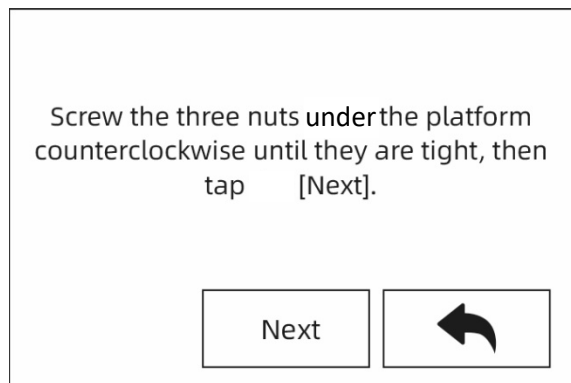 Screw the three nuts under the platform
counterclockwise until they are tight, then
tap [Next].
Next